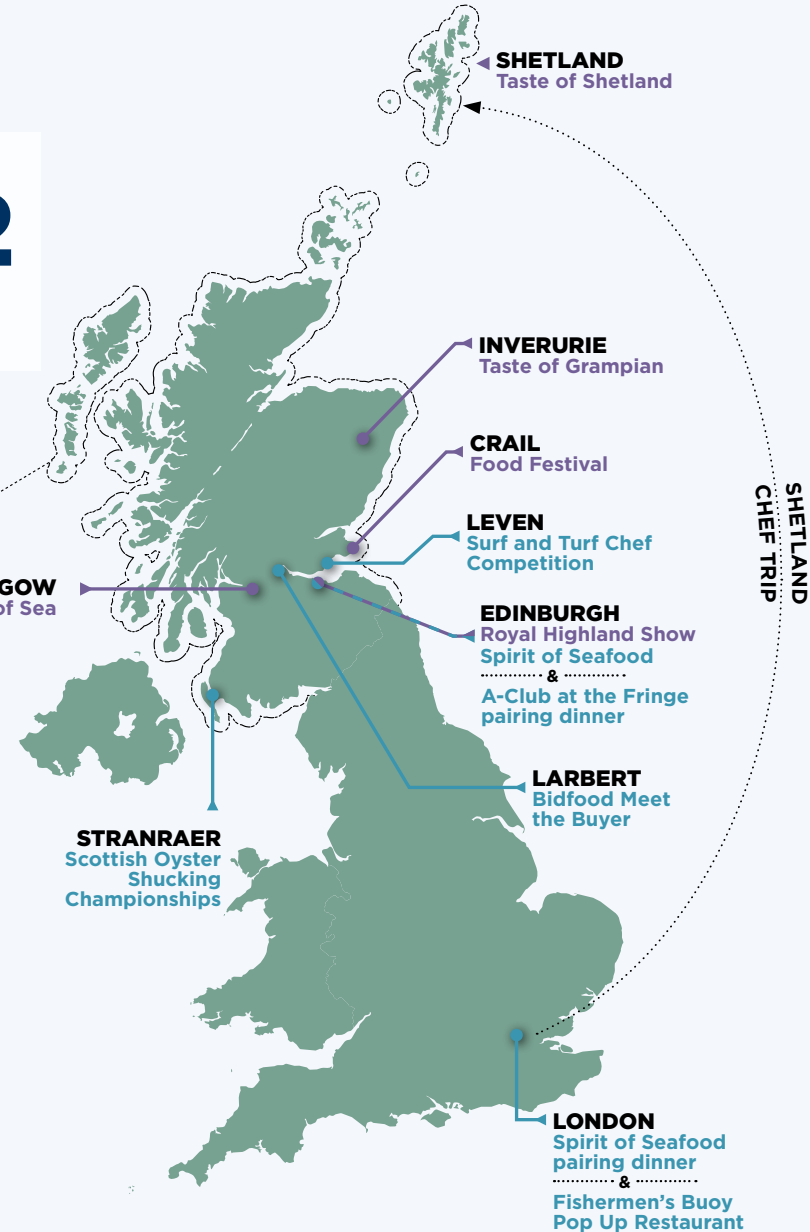 SHETLAND
Taste of Shetland
2
INVERURIE
Taste of Grampian
CRAIL
Food Festival
LEVEN
Surf and Turf Chef
Competition
SHETLAND
CHEF TRIP
GOW
of Sea
EDINBURGH
Royal Highland Show
Spirit of Seafood
&
A-Club at the Fringe
pairing dinner
LARBERT
Bidfood Meet
the Buyer
STRANRAER
Scottish Oyster
Shucking
Championships
LONDON
Spirit of Seafood
pairing dinner
&
Fishermen’s Buoy
Pop Up Restaurant